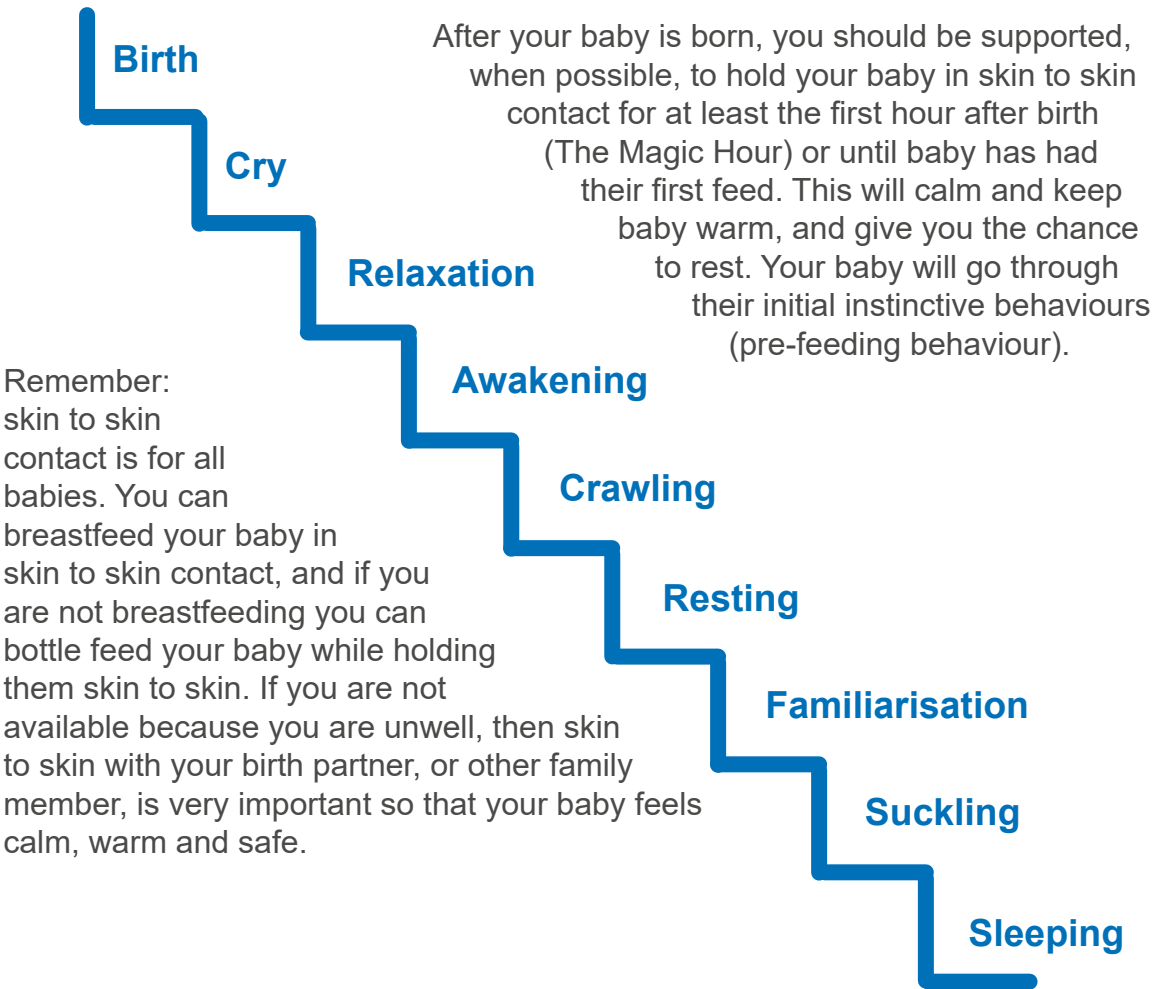 Birth
After your baby is born, you should be supported,
when possible, to hold your baby in skin to skin
contact for at least the first hour after birth
(The Magic Hour) or until baby has had
their first feed. This will calm and keep
baby warm, and give you the chance
to rest. Your baby will go through
their initial instinctive behaviours
(pre-feeding behaviour).
Cry
Relaxation
Awakening
Crawling
Resting
Familiarisation
Suckling
Sleeping
Remember:
skin to skin
contact is for all
babies. You can
breastfeed your baby in
skin to skin contact, and if you
are not breastfeeding you can
bottle feed your baby while holding
them skin to skin. If you are not
available because you are unwell, then skin
to skin with your birth partner, or other family
member, is very important so that your baby feels
calm, warm and safe.